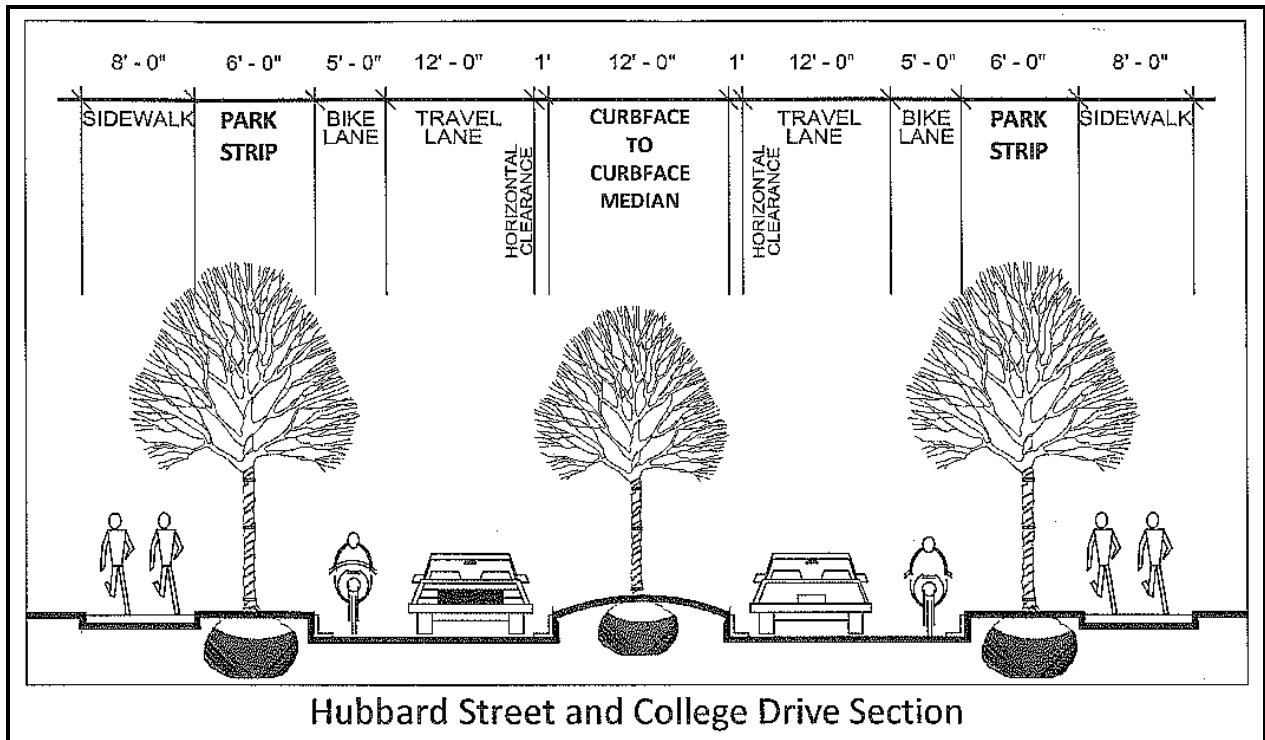 8' - 0" 6' - 0" 5' - 0" 12' - 0" 1' 12' - 0" 1' 12' - 0" 5' - 0" 6' - 0" 8' - 0"
SIDEWALK
PARK
STRIP
BIKE
LANE
TRAVEL
LANE
HORIZONTAL
CLEARANCE
CURBFACE
TO
CURBFACE
MEDIAN
HORIZONTAL
CLEARANCE
TRAVEL
LANE
BIKE
LANE
PARK
STRIP
SIDEWALK
Hubbard Street and College Drive Section